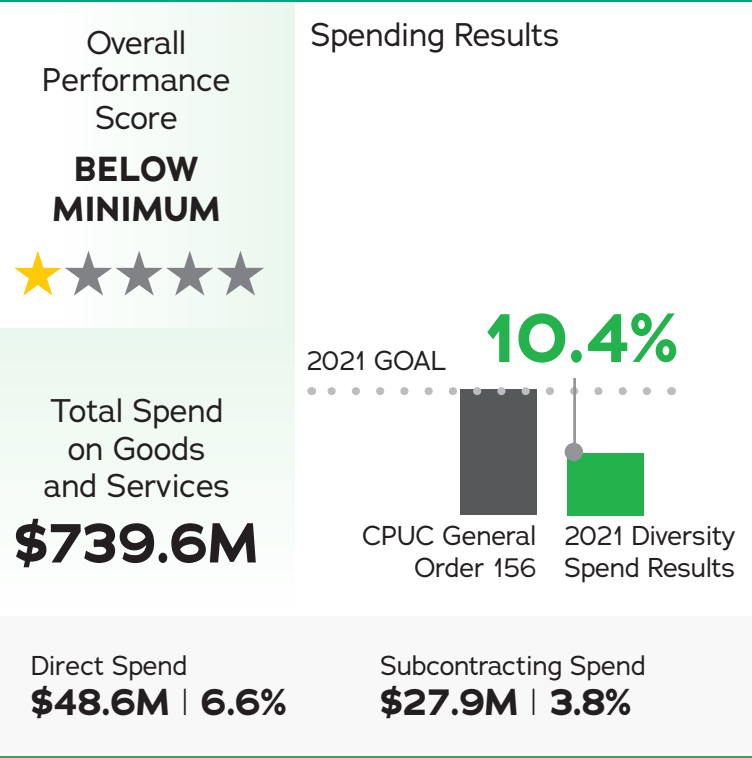 Overall
Performance
Score
BELOW
MINIMUM
Total Spend
on Goods
and Services
$739.6M
Spending Results
10.4%
2021 GOAL
CPUC General
Order 156
2021 Diversity
Spend Results
Direct Spend
$48.6M | 6.6%
Subcontracting Spend
$27.9M | 3.8%